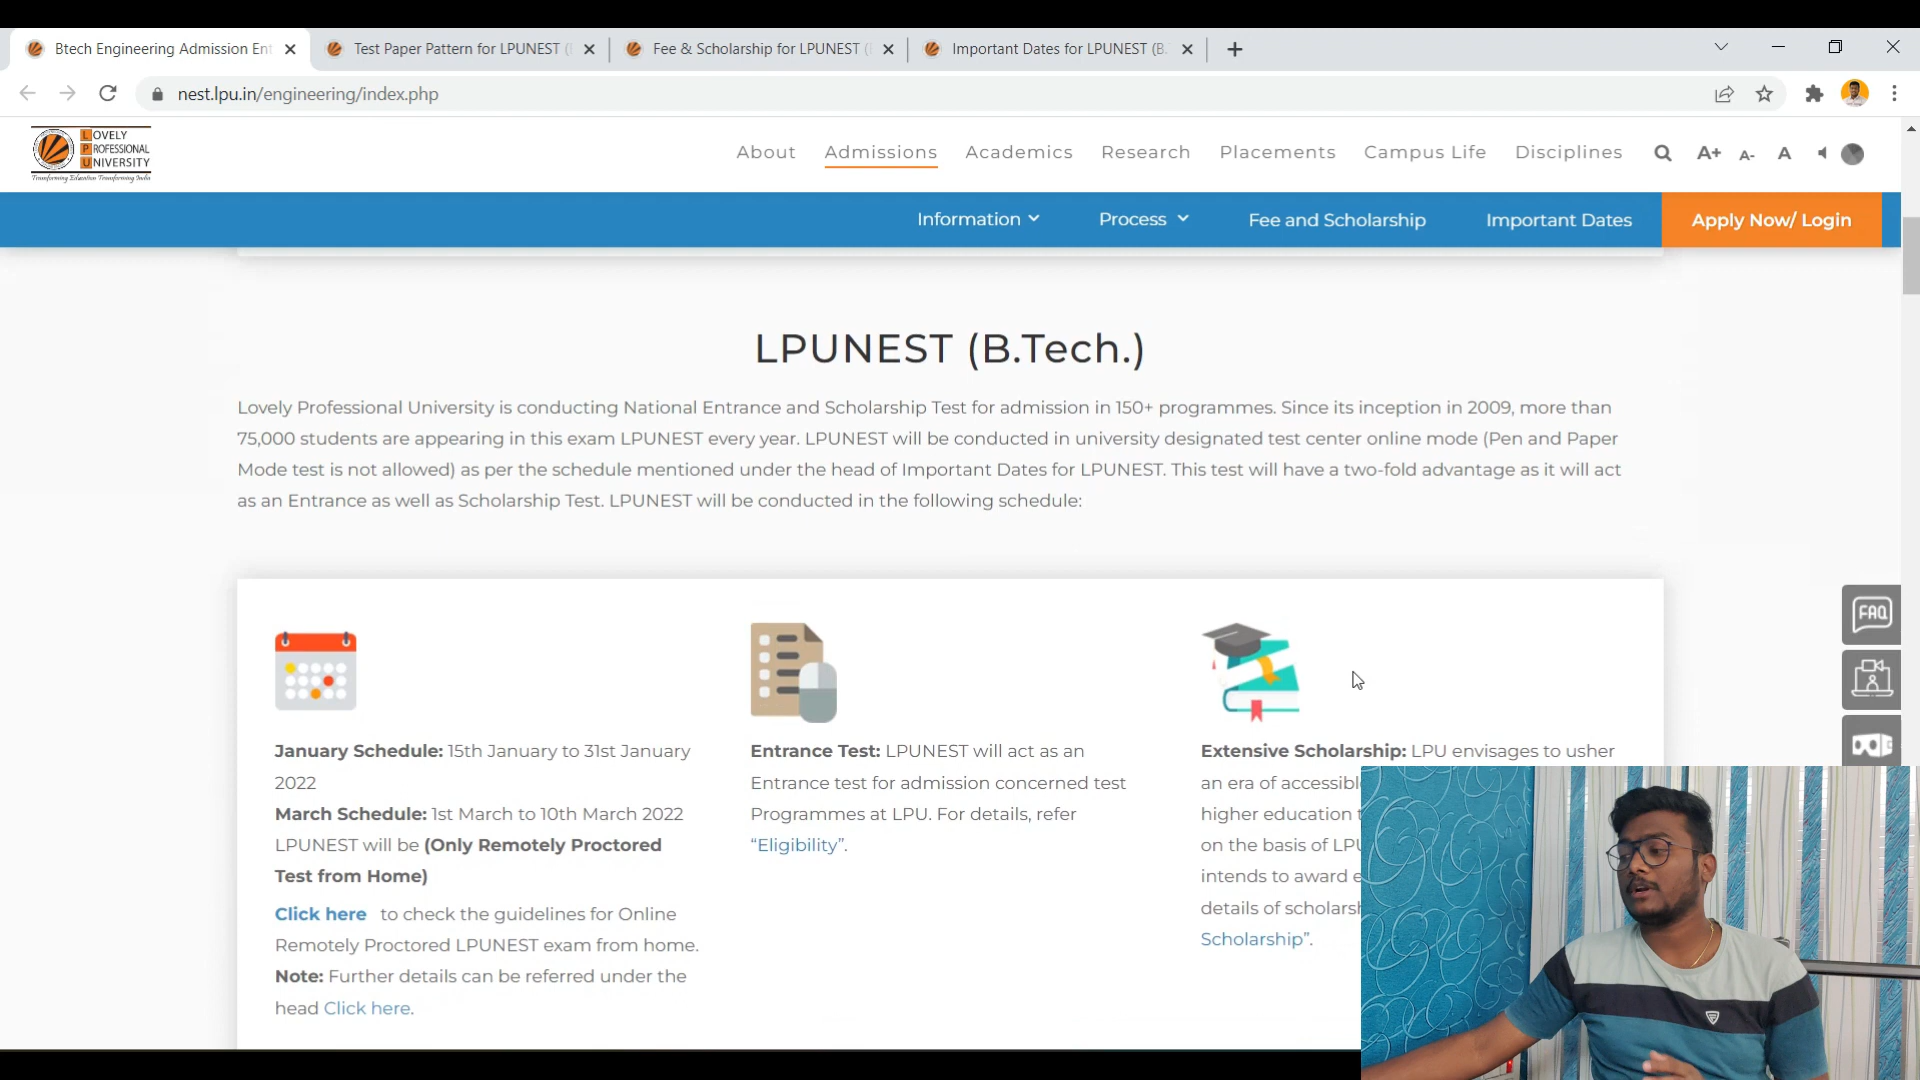 Btech Engineering Admission En
Test Paper Pattern for LPUNEST (
Fee & Scholarship for LPUNEST (
Important Dates for LPUNEST (B.
nest.lpu.in/engineering/index.php
LOVELY
PROFESSIONAL
UNIVERSITY
Transforming Education Transforming India
About
Admissions
Academics
Research
Placements
Campus Life
Disciplines
A+
A-
A
Information
Process
Fee and Scholarship
Important Dates
Apply Now/ Login
LPUNEST (B.Tech.)
Lovely Professional University is conducting National Entrance and Scholarship Test for admission in 150+ programmes. Since its inception in 2009, more than
75,000 students are appearing in this exam LPUNEST every year. LPUNEST will be conducted in university designated test center online mode (Pen and Paper
Mode test is not allowed) as per the schedule mentioned under the head of Important Dates for LPUNEST. This test will have a two-fold advantage as it will act
as an Entrance as well as Scholarship Test. LPUNEST will be conducted in the following schedule:
January Schedule: 15th January to 31st January
2022
March Schedule: 1st March to 10th March 2022
LPUNEST will be (Only Remotely Proctored
Test from Home)
Click here to check the guidelines for Online
Remotely Proctored LPUNEST exam from home.
Note: Further details can be referred under the
head Click here.
Entrance Test: LPUNEST will act as an
Entrance test for admission concerned test
Programmes at LPU. For details, refer
“Eligibility”.
Extensive Scholarship: LPU envisages to usher
an era of accessibl
higher education
on the basis of LPU
intends to award e
details of scholars
Scholarship”.
FAQ